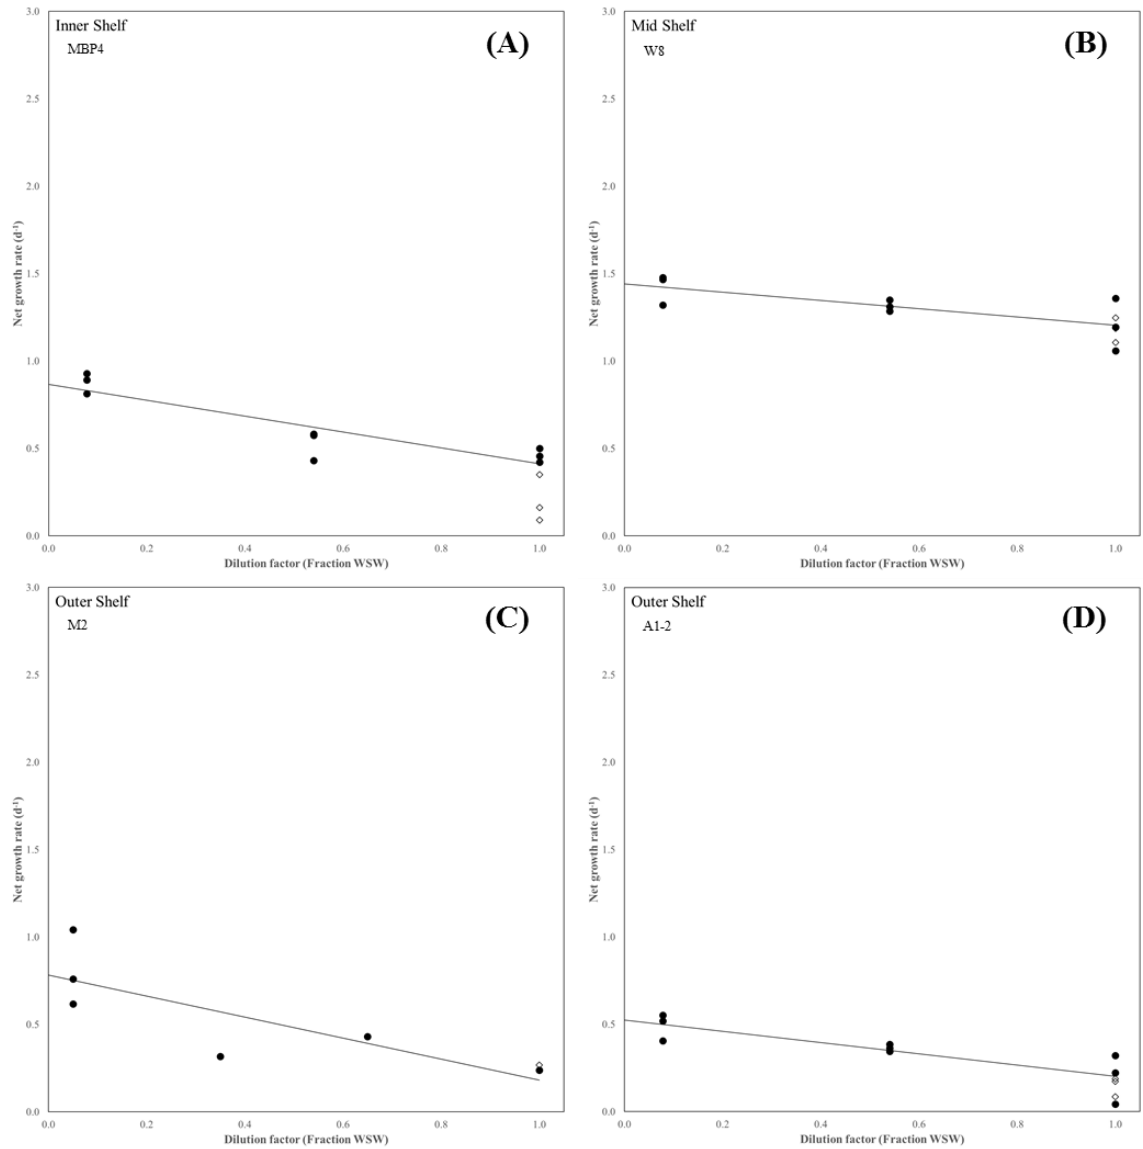 Inner Shelf
MBP4
(A)
3.0
2.5
2.0
1.5
1.0
0.5
0.0
Net growth rate (d⁻¹)
0.0 0.2 0.4 0.6 0.8 1.0
Dilution factor (Fraction WSW)
Mid Shelf
W8
(B)
3.0
2.5
2.0
1.5
1.0
0.5
0.0
Net growth rate (d⁻¹)
0.0 0.2 0.4 0.6 0.8 1.0
Dilution factor (Fraction WSW)
Outer Shelf
M2
(C)
3.0
2.5
2.0
1.5
1.0
0.5
0.0
Net growth rate (d⁻¹)
0.0 0.2 0.4 0.6 0.8 1.0
Dilution factor (Fraction WSW)
Outer Shelf
A1-2
(D)
3.0
2.5
2.0
1.5
1.0
0.5
0.0
Net growth rate (d⁻¹)
0.0 0.2 0.4 0.6 0.8 1.0
Dilution factor (Fraction WSW)